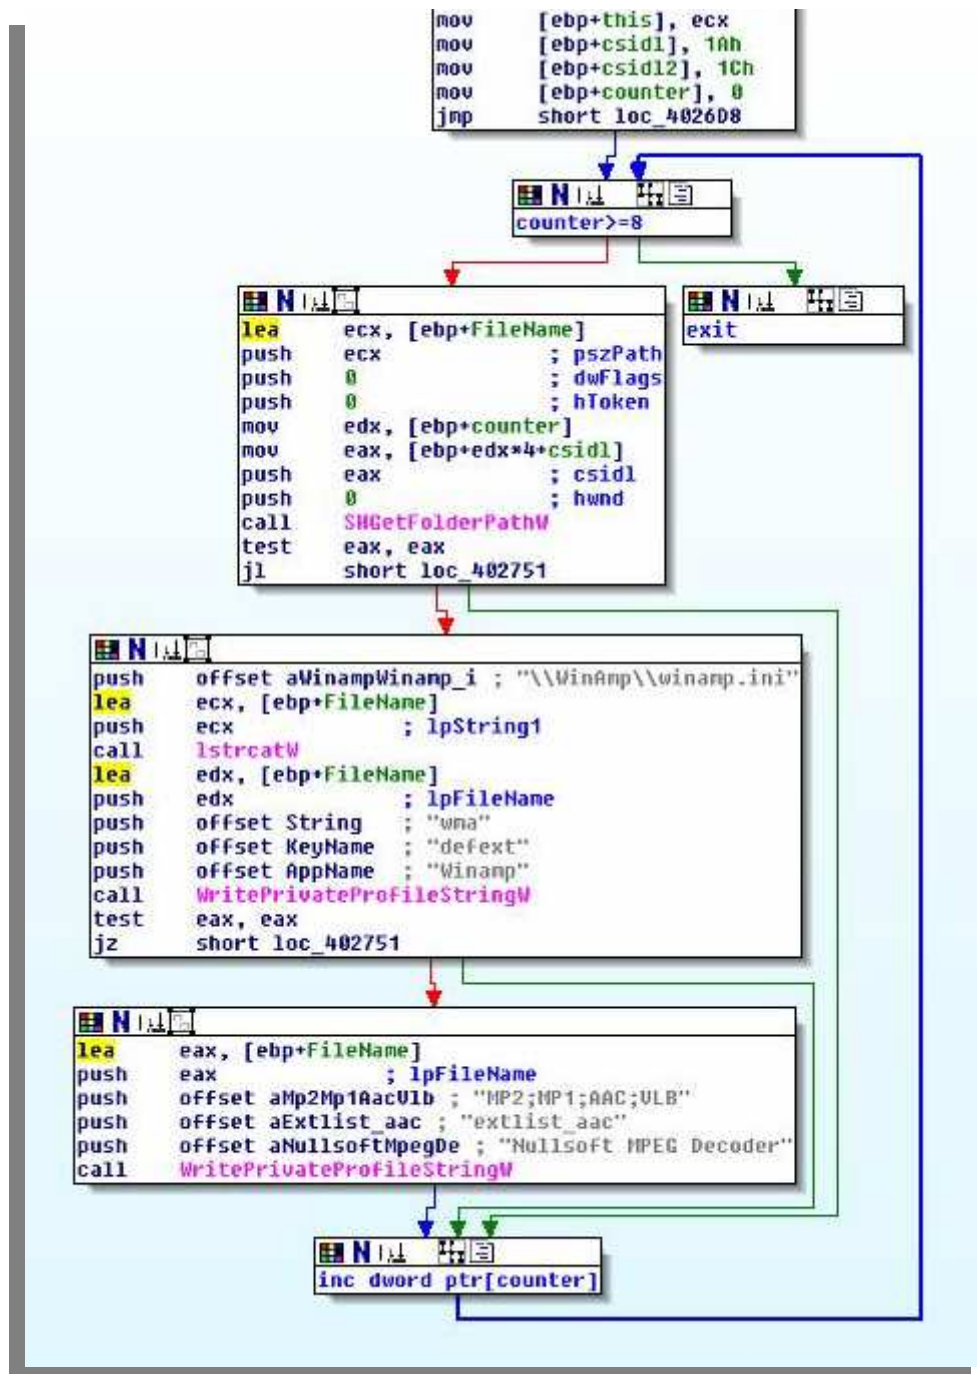 mov [ebp+this], ecx
mov [ebp+csidl], 1Ah
mov [ebp+csidl2], 1Ch
mov [ebp+counter], 0
jmp short loc_4026D8
counter>=8
lea ecx, [ebp+FileName]
push ecx ; pszPath
push 0 ; dwFlags
push 0 ; hToken
mov edx, [ebp+counter]
mov eax, [ebp+edx*4+csidl]
push eax ; csidl
push 0 ; hwnd
call SHGetFolderPathW
test eax, eax
jl short loc_402751
exit
push offset aWinampWinamp_i ; "\\WinAmp\\winamp.ini"
lea ecx, [ebp+FileName]
push ecx ; lpString1
call lstrcatW
lea edx, [ebp+FileName]
push edx ; lpFileName
push offset String ; "wma"
push offset KeyName ; "defext"
push offset AppName ; "Winamp"
call WritePrivateProfileStringW
test eax, eax
jz short loc_402751
lea eax, [ebp+FileName]
push eax ; lpFileName
push offset aMp2Mp1AacVlb ; "MP2;MP1;AAC;VLB"
push offset aExtlist_aac ; "extlist_aac"
push offset aNullsoftMpegDe ; "Nullsoft MPEG Decoder"
call WritePrivateProfileStringW
inc dword ptr[counter]